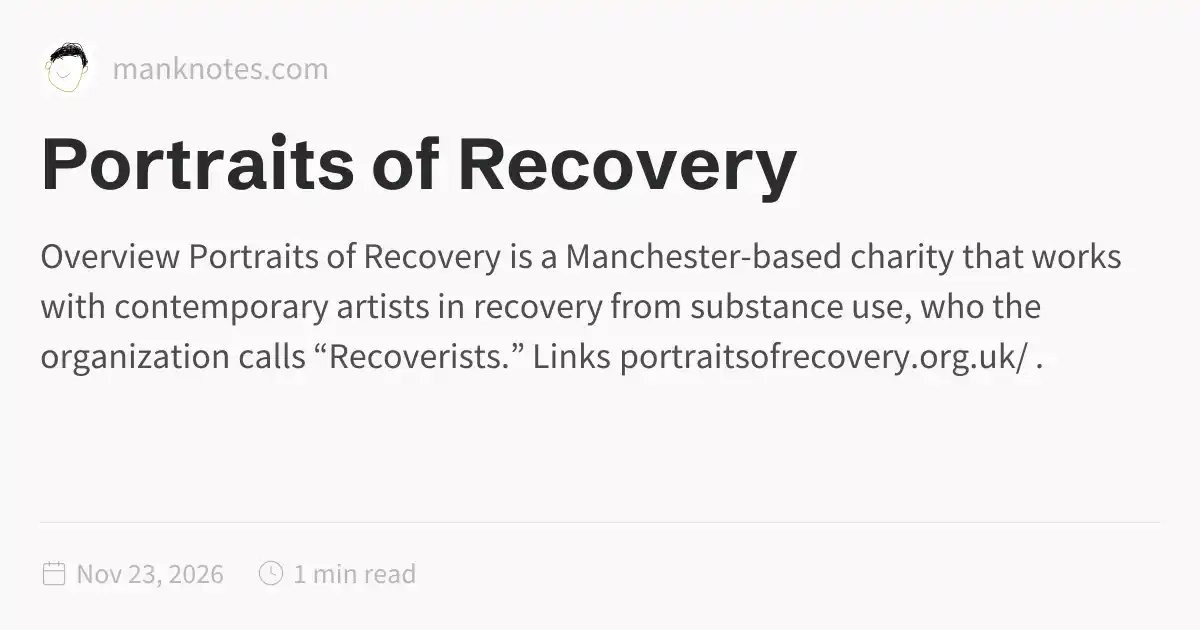 manknotes.com
Portraits of Recovery
Overview Portraits of Recovery is a Manchester-based charity that works
with contemporary artists in recovery from substance use, who the
organization calls “Recoverists.” Links portraitsofrecovery.org.uk/ .
Nov 23, 2026 1 min read